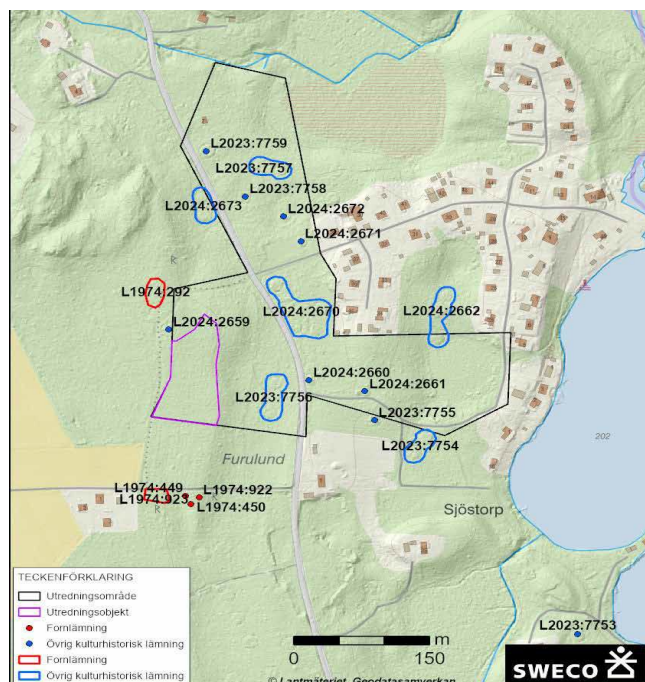 L2023:7759
L2023:7757
L2023:7758
L2024:2673
L2024:2672
L2024:2671
L1974:292
L2024:2670
L2024:2662
L2024:2659
L2024:2660
L2024:2661
L2023:7756
L2023:7755
L2023:7754
202
Furulund
L1974:449
L1974:922
L1974:923
L1974:450
Sjöstorp
TECKENFÖRKLARING
Utredningsområde
Utredningsobjekt
Fornlämning
Övrig kulturhistorisk lämning
Fornlämning
Övrig kulturhistorisk lämning
L2023:7753
m
0 150
© Lantmäteriet, Geodatasamverkan
SWECO